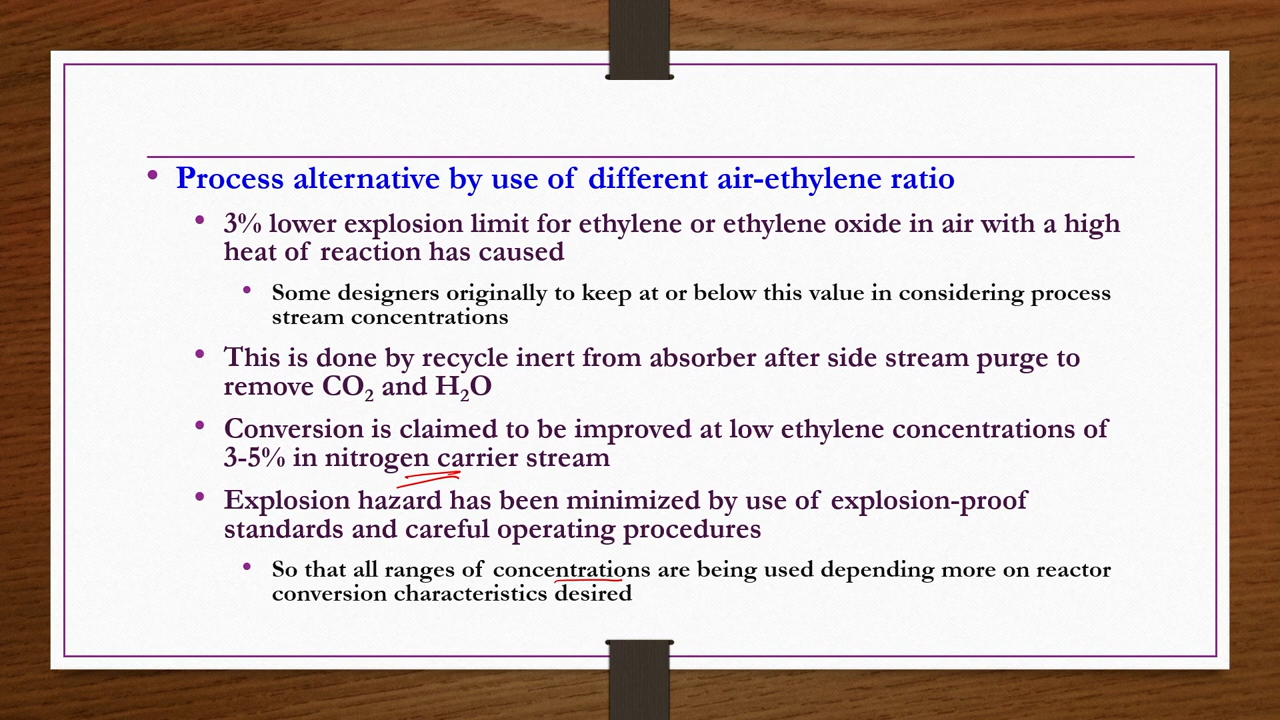 • Process alternative by use of different air-ethylene ratio
• 3% lower explosion limit for ethylene or ethylene oxide in air with a high
heat of reaction has caused
• Some designers originally to keep at or below this value in considering process
stream concentrations
• This is done by recycle inert from absorber after side stream purge to
remove CO₂ and H₂O
• Conversion is claimed to be improved at low ethylene concentrations of
3-5% in nitrogen carrier stream
• Explosion hazard has been minimized by use of explosion-proof
standards and careful operating procedures
• So that all ranges of concentrations are being used depending more on reactor
conversion characteristics desired